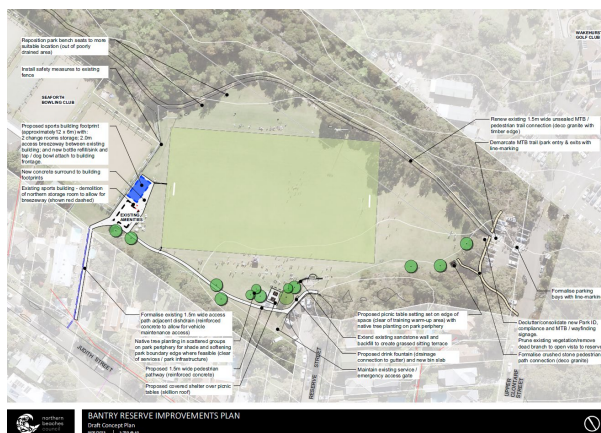 Reposition park bench seats to more
suitable location (out of poorly
drained area)
Install safety measures to existing
fence
SEAFORTH
BOWLING CLUB
Proposed sports building footprint
(approximately 12 x 6m) with:
2 change rooms storage; 2.0m
access breezeway between existing
building; and new bottle refill/sink and
tap / dog bowl attach to building
frontage.
New concrete surround to building
footprints
Existing sports building - demolition
of northern storage room to allow for
breezeway (shown red dashed)
EXISTING
AMENITIES
Formalise existing 1.5m wide access
path adjacent dishdrain (reinforced
concrete to allow for vehicle
maintenance access)
JUDITH STREET
Native tree planting in scattered groups
on park periphery for shade and softening
park boundary edge where feasible (clear
of services / park infrastructure)
Proposed 1.5m wide pedestrian
pathway (reinforced concrete)
Proposed covered shelter over picnic
tables (skillion roof)
RESERVE STREET
Proposed picnic table setting set on edge of
space (clear of training warm-up area) with
native tree planting on park periphery
Extend existing sandstone wall and
backfill to create grassed sitting terrace
Proposed drink fountain (drainage
connection to gutter) and new bin slab
Maintain existing service /
emergency access gate
WAKEHURST
GOLF CLUB
Renew existing 1.5m wide unsealed MTB /
pedestrian trail connection (deco granite
with timber edge)
Demarcate MTB trail /park entry & exits with
line-marking
Formalise parking
bays with line-marking
Declutter/consolidate new Park ID,
compliance and MTB / wayfinding
signage.
Prune existing vegetation/remove
dead branch to open vista to reserve
Formalise crushed stone pedestrian
path connection (deco granite)
UPPER
CLONTARF
STREET
northern
beaches
council
BANTRY RESERVE IMPROVEMENTS PLAN
Draft Concept Plan